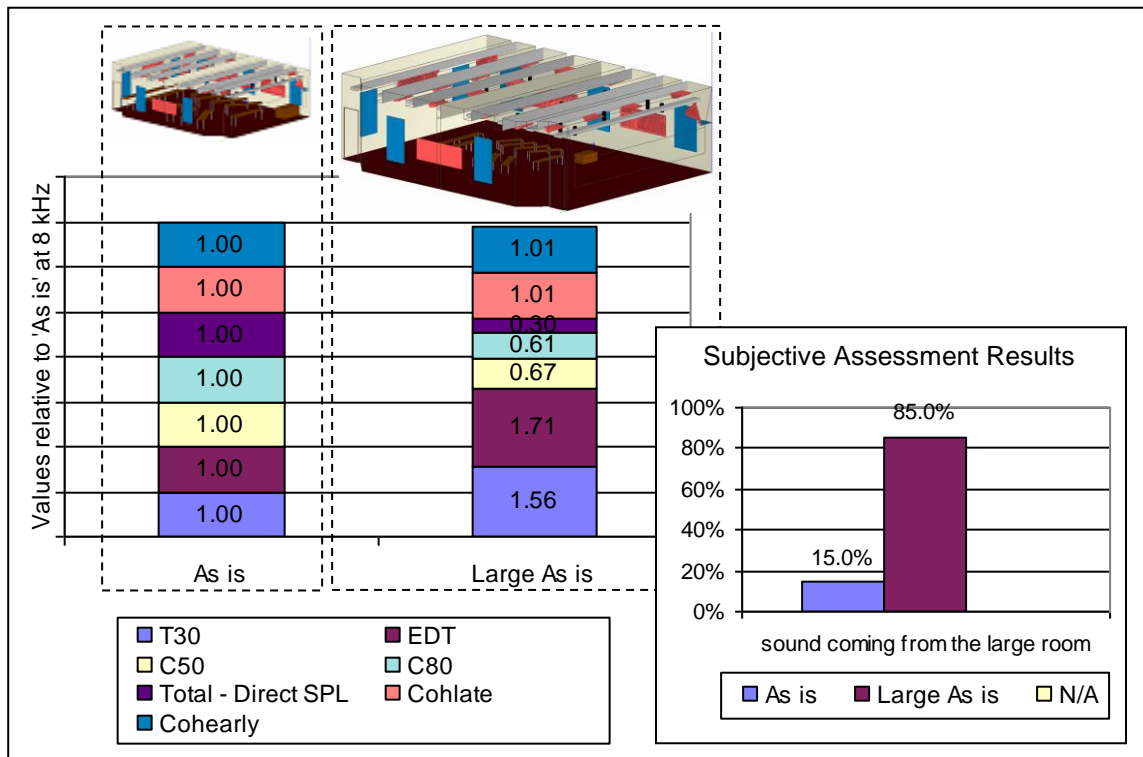 Values relative to 'As is' at 8 kHz
1.00
1.00
1.00
1.00
1.00
1.00
1.00
1.01
1.01
0.30
0.61
0.67
1.71
1.56
As is
Large As is
T30
EDT
C50
C80
Total - Direct SPL
Cohlate
Cohearly
Subjective Assessment Results
100%
80%
60%
40%
20%
0%
15.0%
85.0%
sound coming from the large room
As is
Large As is
N/A